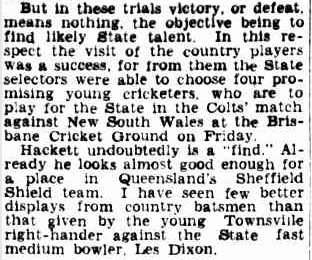 But in these trials victory, or defeat,
means nothing, the objective being to
find likely State talent. In this re-
spect the visit of the country players
was a success, for from them the State
selectors were able to choose four pro-
mising young cricketers, who are to
play for the State in the Colts' match
against New South Wales at the Bris-
bane Cricket Ground on Friday.
Hackett undoubtedly is a "find." Al-
ready he looks almost good enough for
a place in Queensland's Sheffield
Shield team. I have seen few better
displays from country batsmen than
that given by the young Townsville
right-hander against the State fast
medium bowler, Les Dixon.